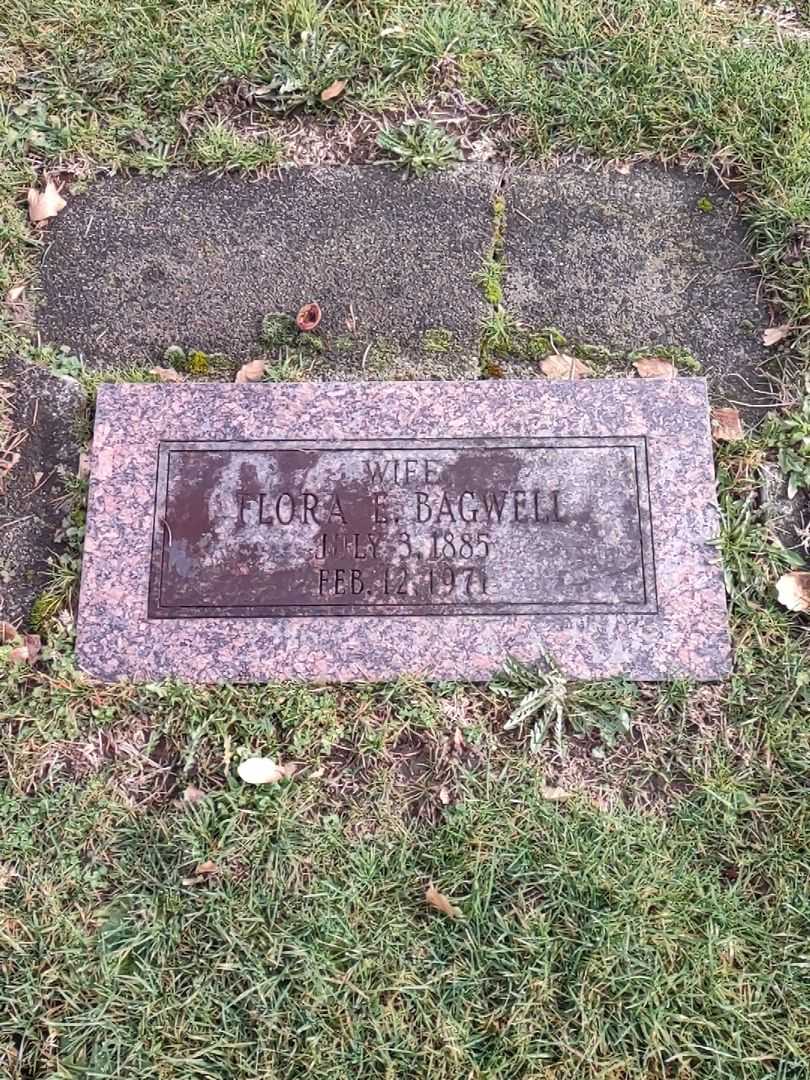 WIFE
FLORA E. BAGWELL
JULY 3, 1885
FEB. 12, 1971